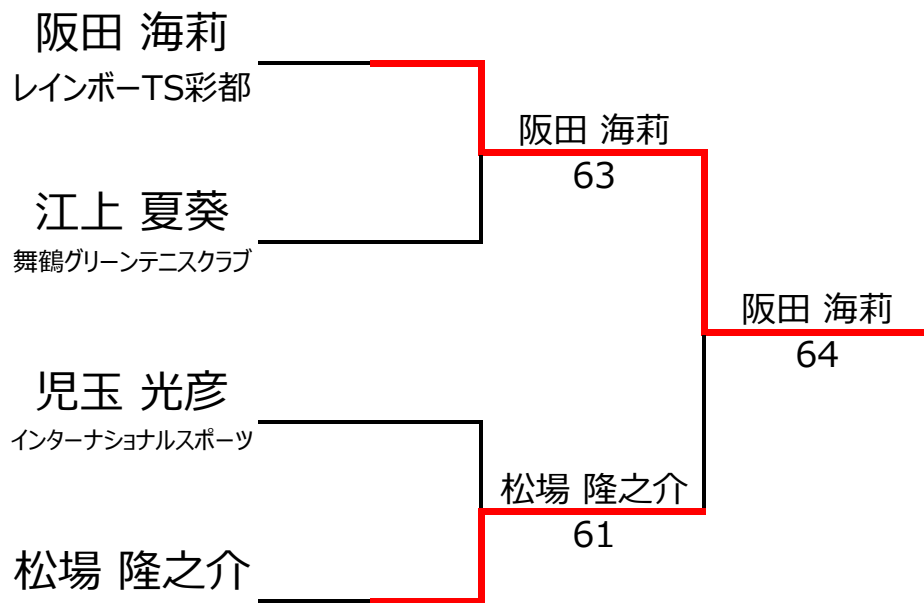 阪田 海莉
レインボーTS彩都
阪田 海莉
63
江上 夏葵
舞鶴グリーンテニスクラブ
阪田 海莉
64
児玉 光彦
インターナショナルスポーツ
松場 隆之介
61
松場 隆之介